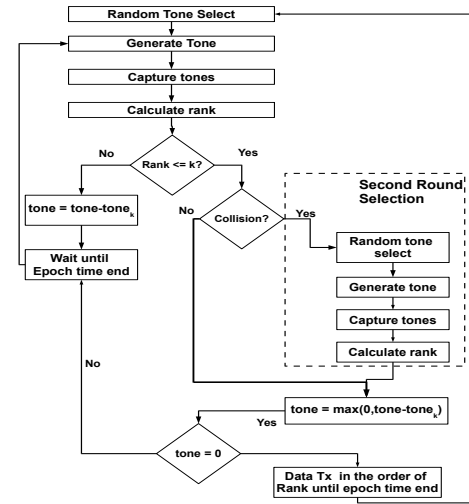 Random Tone Select
Generate Tone
Capture tones
Calculate rank
No
Rank <= k?
Yes
tone = tone-tone_k
Wait until
Epoch time end
No
Collision?
Yes
Second Round
Selection
Random tone
select
Generate tone
Capture tones
Calculate rank
tone = max(0,tone-tone_k)
No
Yes
tone = 0
Data Tx in the order of
Rank until epoch time end